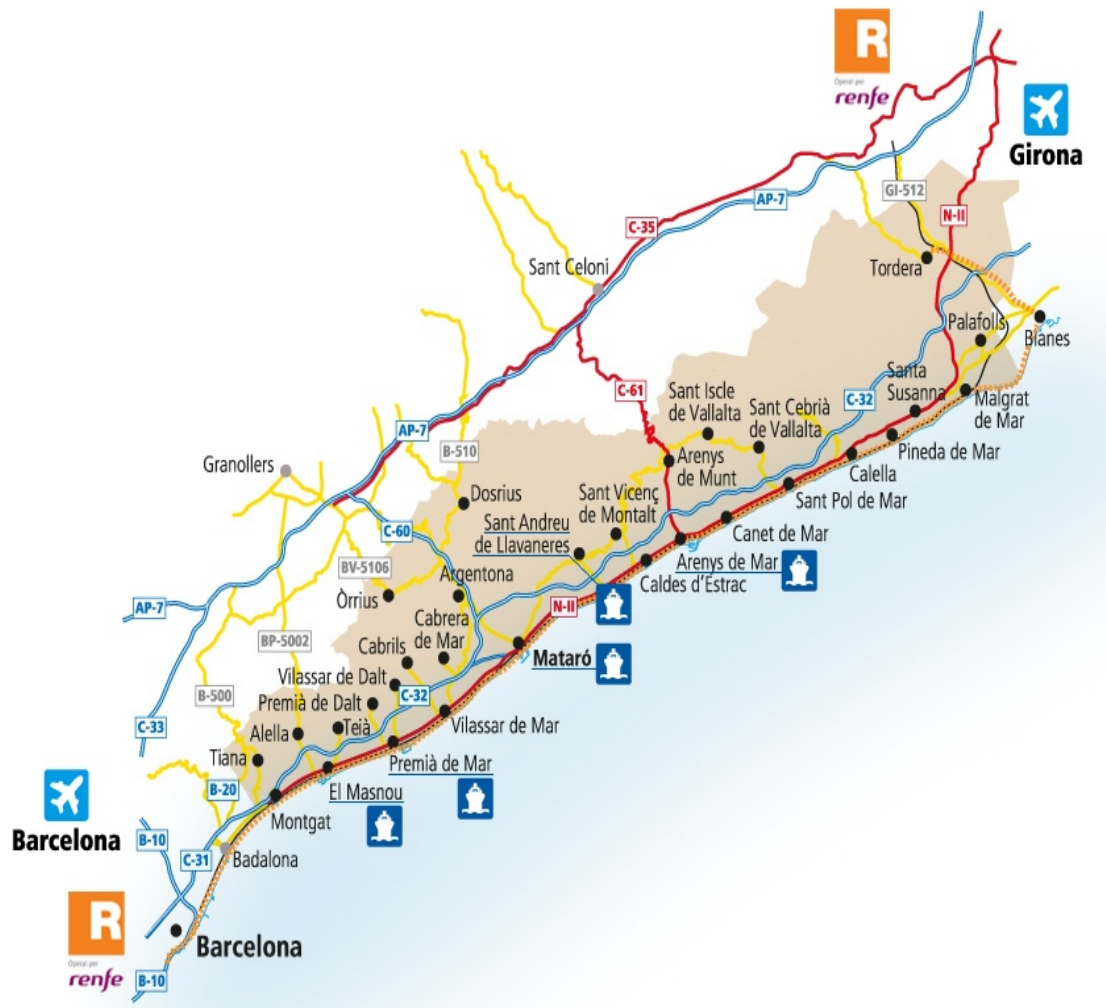 R
Operat per
renfe
Girona
GI-512
AP-7
N-II
C-35
Sant Celoni
Tordera
Palafolls
Blanes
Santa
Susanna
Malgrat
de Mar
C-61
Sant Iscle
de Vallalta
Sant Cebrià
de Vallalta
C-32
Pineda de Mar
AP-7
B-510
Granollers
Arenys
de Munt
Calella
Sant Pol de Mar
Dosrius
Sant Vicenç
de Montalt
Canet de Mar
C-60
Sant Andreu
de Llavaneres
Arenys de Mar
Caldes d'Estrac
BV-5106
Argentona
Òrrius
AP-7
N-II
Cabrera
de Mar
BP-5002
Cabrils
Mataró
Vilassar de Dalt
B-500
C-32
Premià de Dalt
C-33
Alella
Teià
Vilassar de Mar
Tiana
Premià de Mar
B-20
El Masnou
Montgat
Barcelona
B-10
C-31
Badalona
R
Operat per
renfe
Barcelona
B-10